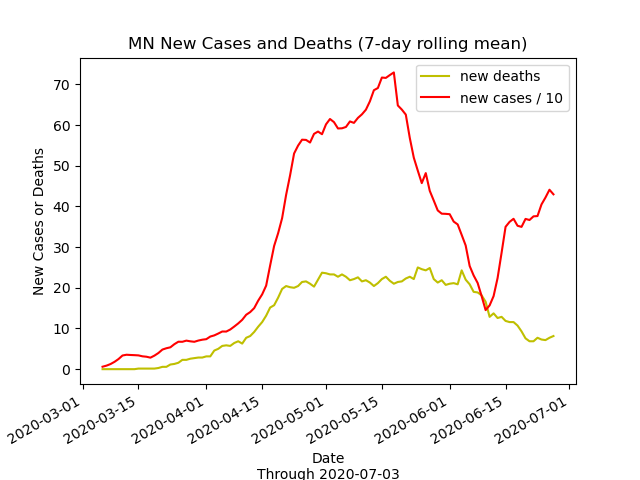 MN New Cases and Deaths (7-day rolling mean)
new deaths
new cases / 10
New Cases or Deaths
70
60
50
40
30
20
10
0
2020-03-01
2020-03-15
2020-04-01
2020-04-15
2020-05-01
2020-05-15
2020-06-01
2020-06-15
2020-07-01
Date
Through 2020-07-03